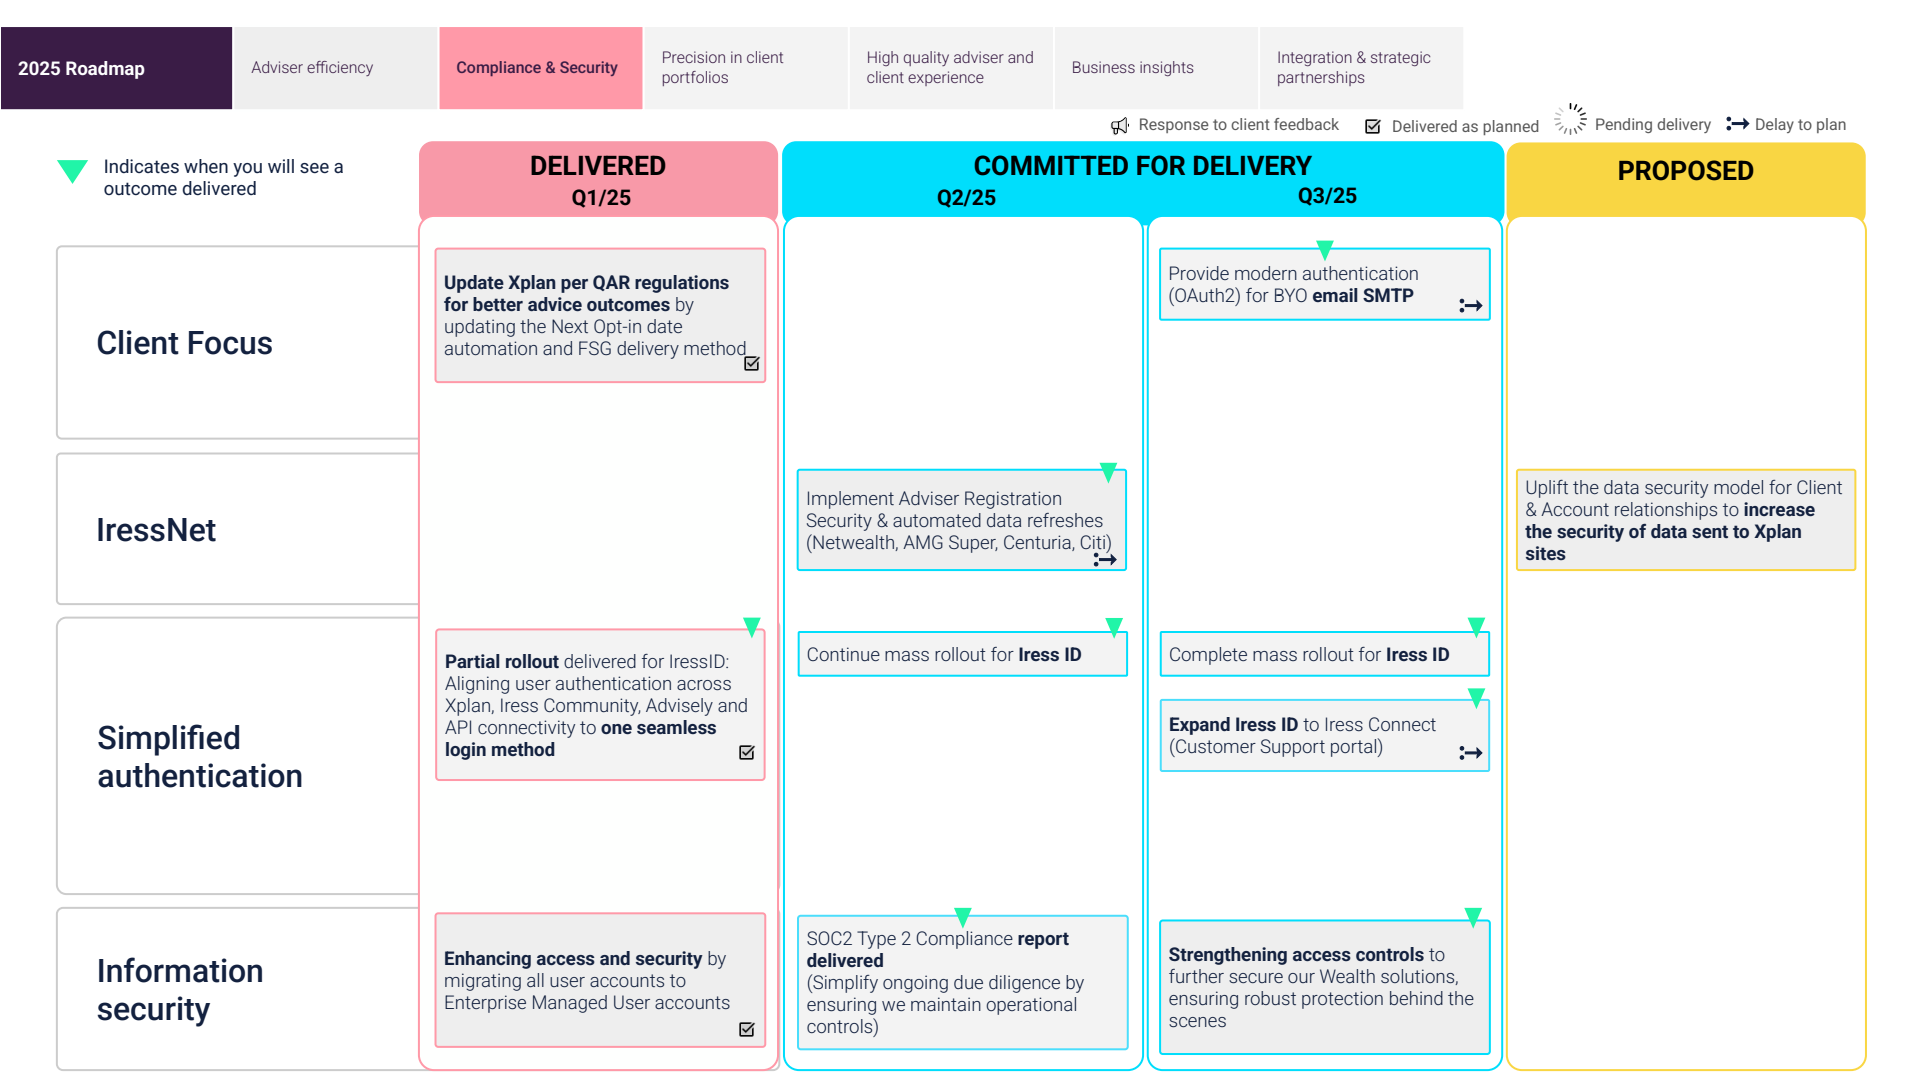 2025 Roadmap
Adviser efficiency
Compliance & Security
Precision in client
portfolios
High quality adviser and
client experience
Business insights
Integration & strategic
partnerships
Response to client feedback
Delivered as planned
Pending delivery
Delay to plan
Indicates when you will see a
outcome delivered
DELIVERED
Q1/25
COMMITTED FOR DELIVERY
Q2/25
Q3/25
PROPOSED
Client Focus
Update Xplan per QAR regulations
for better advice outcomes by
updating the Next Opt-in date
automation and FSG delivery method
Provide modern authentication
(OAuth2) for BYO email SMTP
IressNet
Implement Adviser Registration
Security & automated data refreshes
(Netwealth, AMG Super, Centuria, Citi)
Uplift the data security model for Client
& Account relationships to increase
the security of data sent to Xplan
sites
Simplified
authentication
Partial rollout delivered for IressID:
Aligning user authentication across
Xplan, Iress Community, Advisely and
API connectivity to one seamless
login method
Continue mass rollout for Iress ID
Complete mass rollout for Iress ID
Expand Iress ID to Iress Connect
(Customer Support portal)
Information
security
Enhancing access and security by
migrating all user accounts to
Enterprise Managed User accounts
SOC2 Type 2 Compliance report
delivered
(Simplify ongoing due diligence by
ensuring we maintain operational
controls)
Strengthening access controls to
further secure our Wealth solutions,
ensuring robust protection behind the
scenes